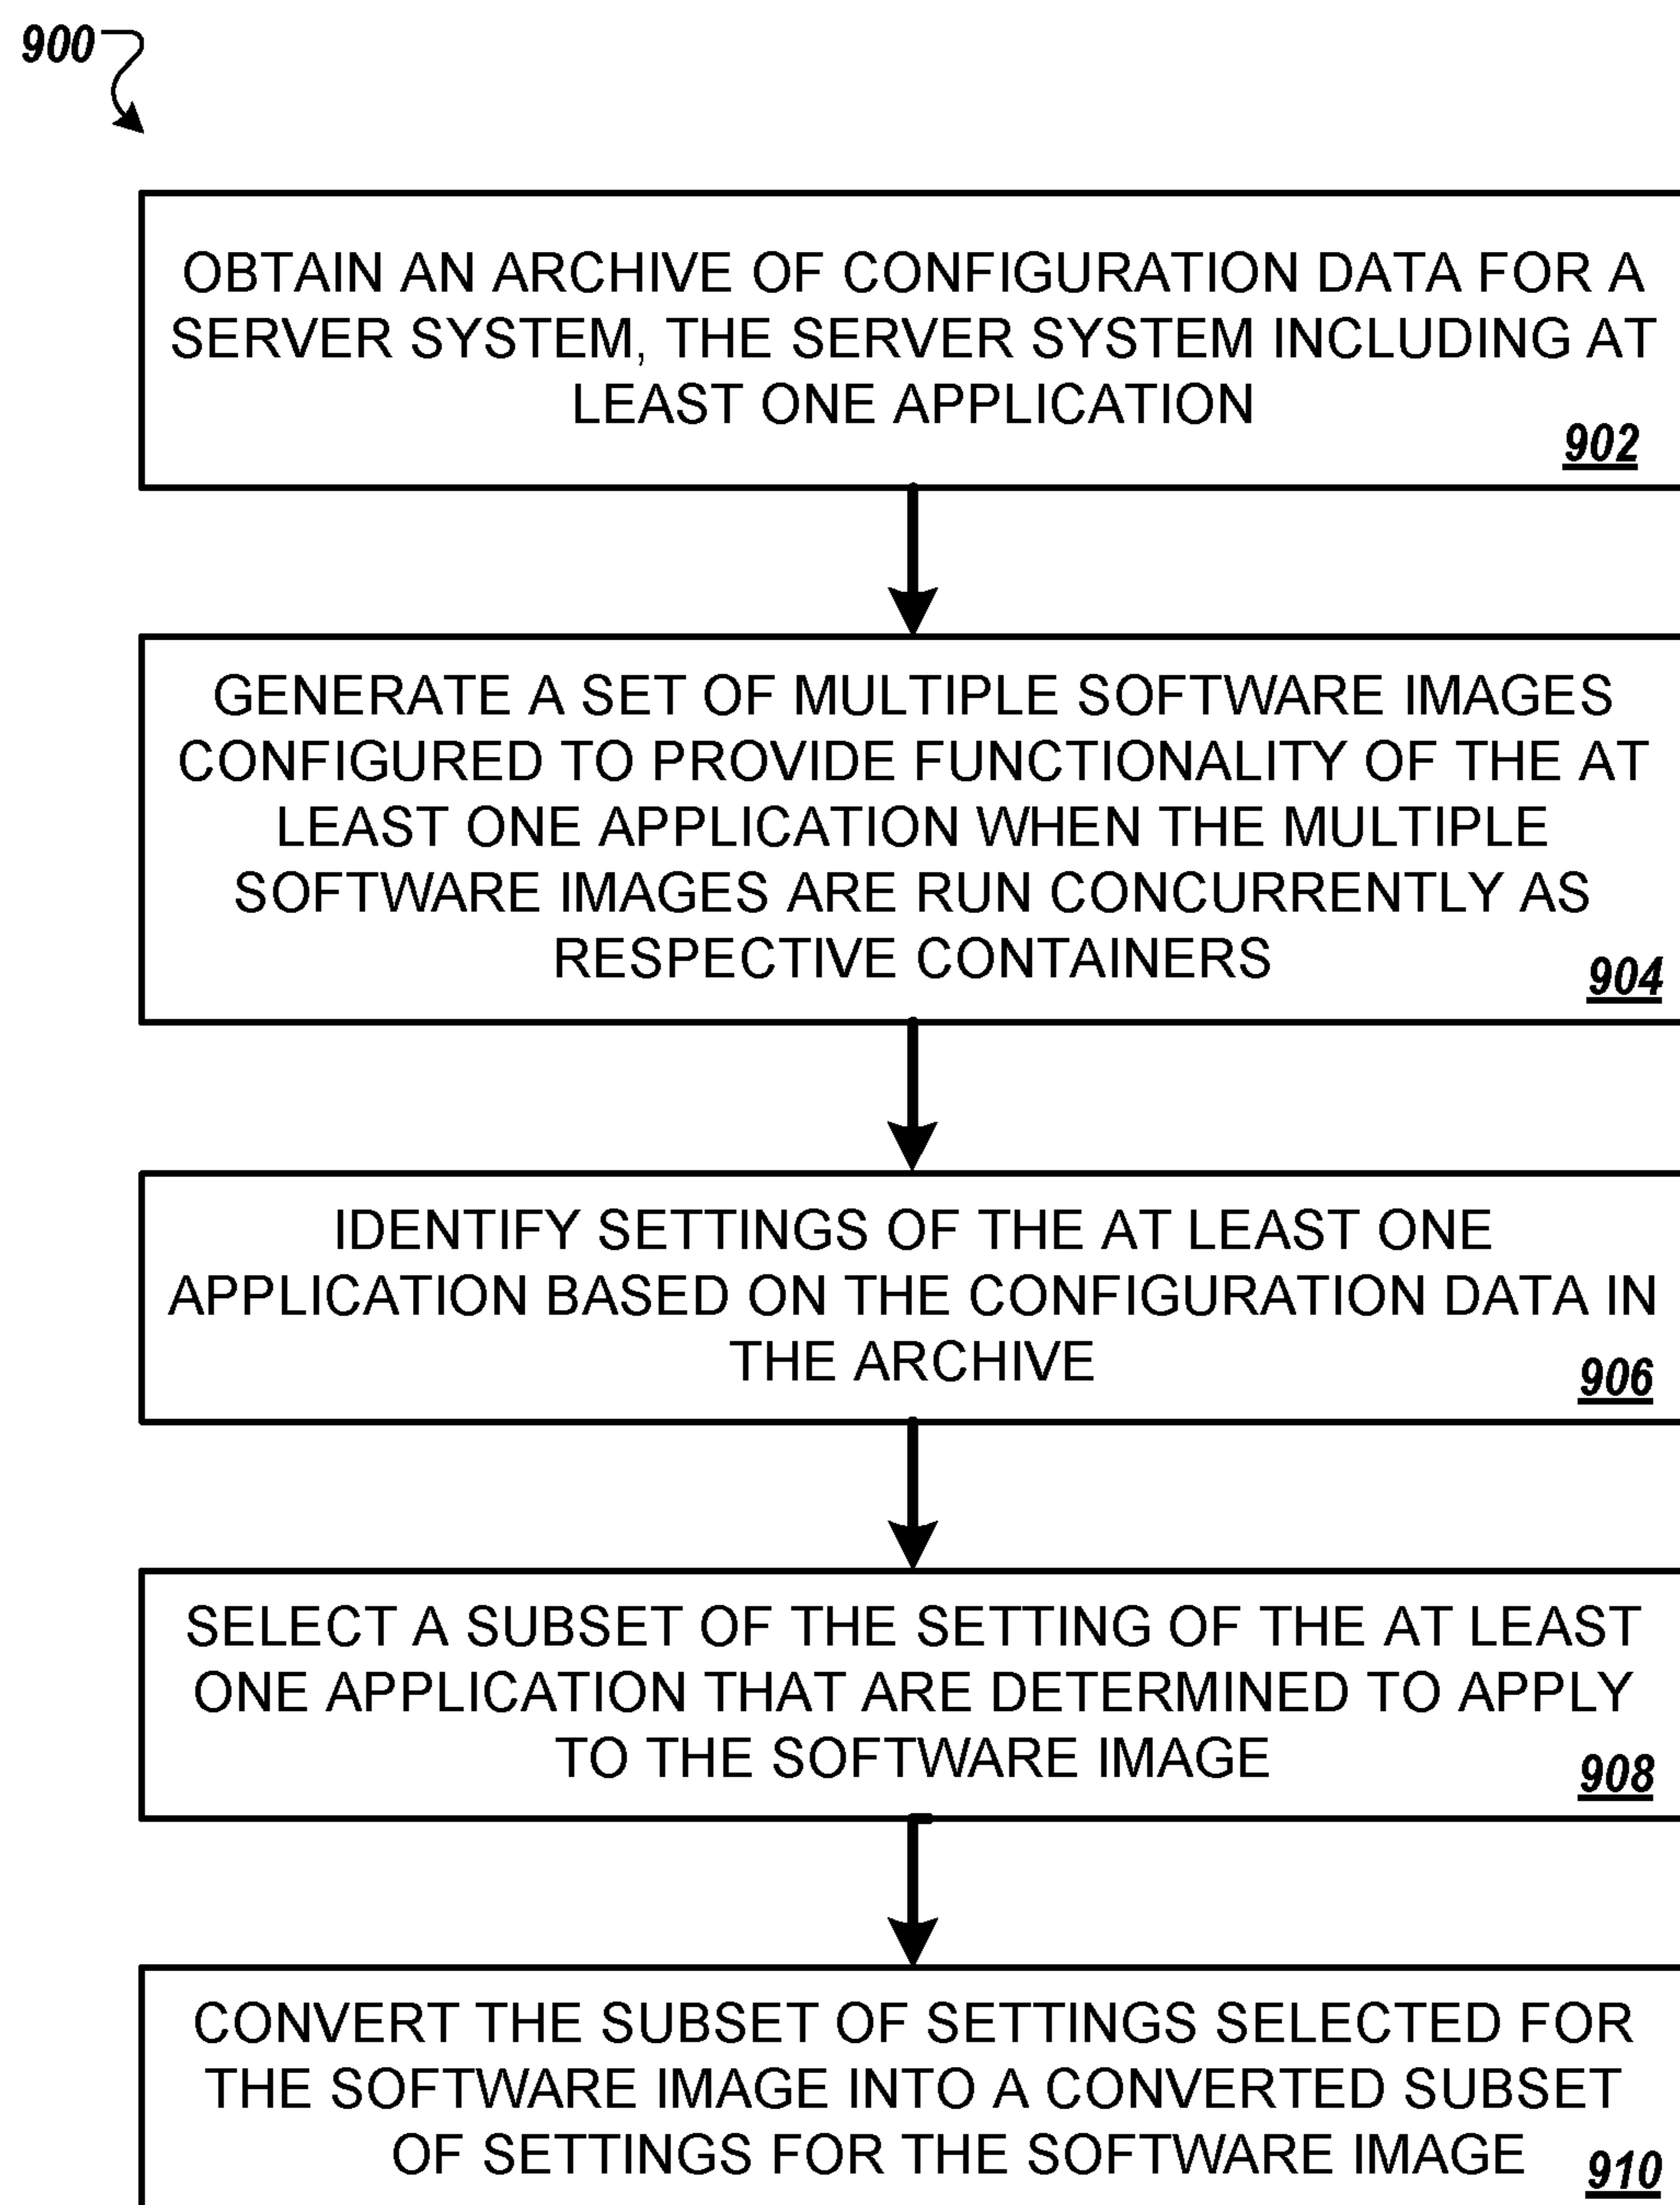 900
OBTAIN AN ARCHIVE OF CONFIGURATION DATA FOR A
SERVER SYSTEM, THE SERVER SYSTEM INCLUDING AT
LEAST ONE APPLICATION
902
GENERATE A SET OF MULTIPLE SOFTWARE IMAGES
CONFIGURED TO PROVIDE FUNCTIONALITY OF THE AT
LEAST ONE APPLICATION WHEN THE MULTIPLE
SOFTWARE IMAGES ARE RUN CONCURRENTLY AS
RESPECTIVE CONTAINERS
904
IDENTIFY SETTINGS OF THE AT LEAST ONE
APPLICATION BASED ON THE CONFIGURATION DATA IN
THE ARCHIVE
906
SELECT A SUBSET OF THE SETTING OF THE AT LEAST
ONE APPLICATION THAT ARE DETERMINED TO APPLY
TO THE SOFTWARE IMAGE
908
CONVERT THE SUBSET OF SETTINGS SELECTED FOR
THE SOFTWARE IMAGE INTO A CONVERTED SUBSET
OF SETTINGS FOR THE SOFTWARE IMAGE
910